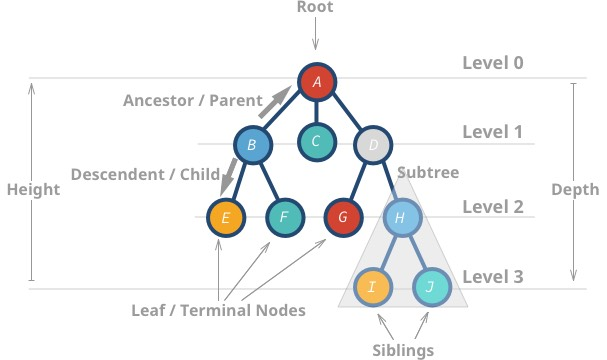 Root
Level 0
A
Ancestor / Parent
Level 1
B
C
D
Descendent / Child
Subtree
Height
Depth
Level 2
E
F
G
H
Level 3
I
J
Leaf / Terminal Nodes
Siblings